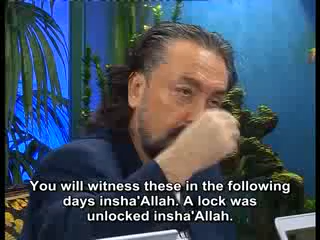 You will witness these in the following
days insha'Allah. A lock was
unlocked insha'Allah.